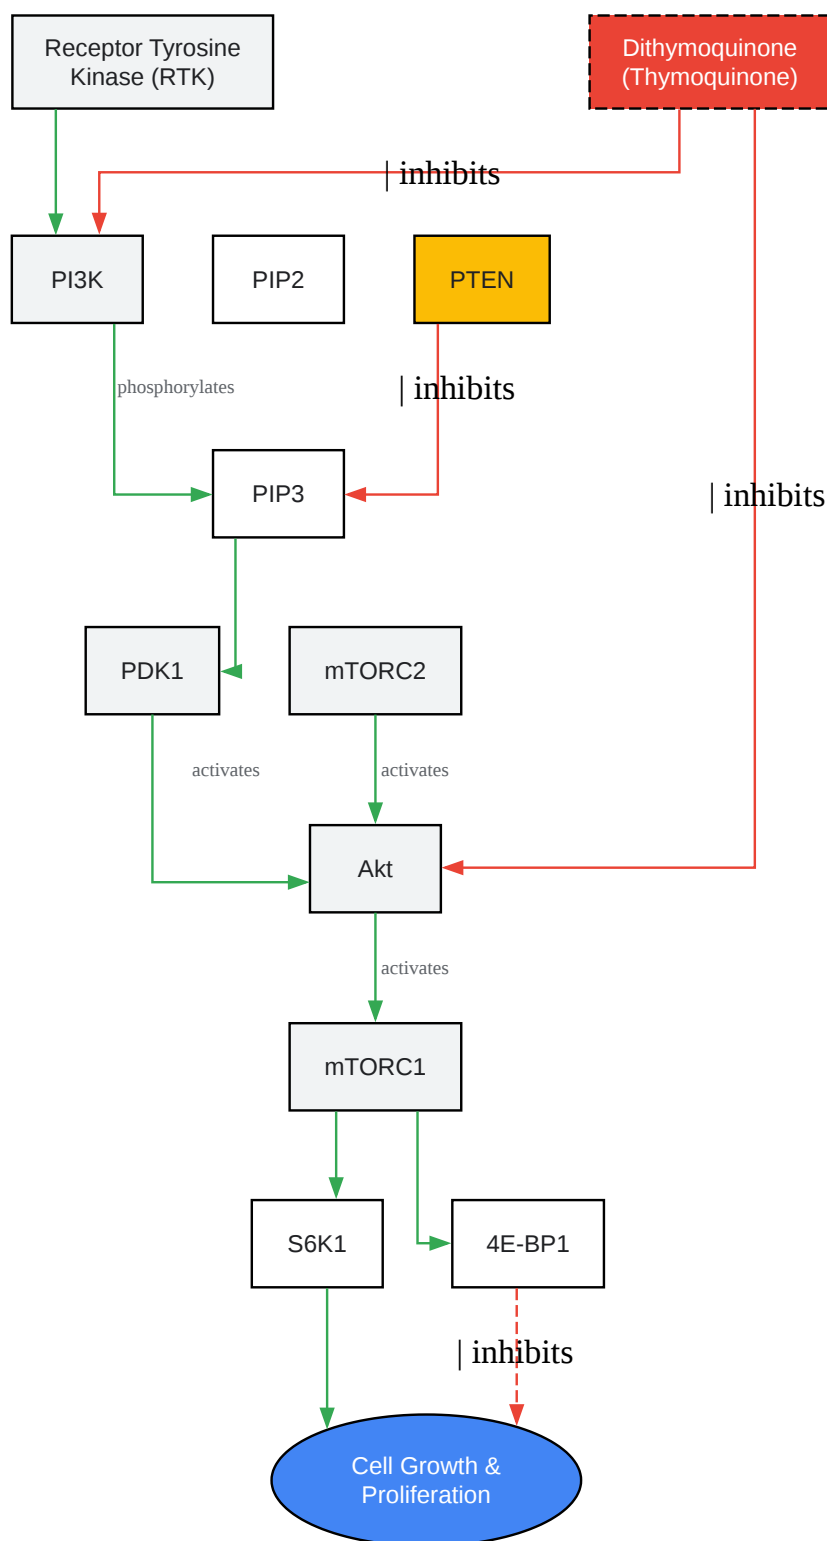 Receptor Tyrosine
Kinase (RTK)
Dithymoquinone
(Thymoquinone)
| inhibits
PI3K
PIP2
PTEN
phosphorylates
| inhibits
PIP3
| inhibits
PDK1
mTORC2
activates
activates
Akt
activates
mTORC1
S6K1
4E-BP1
| inhibits
Cell Growth &
Proliferation